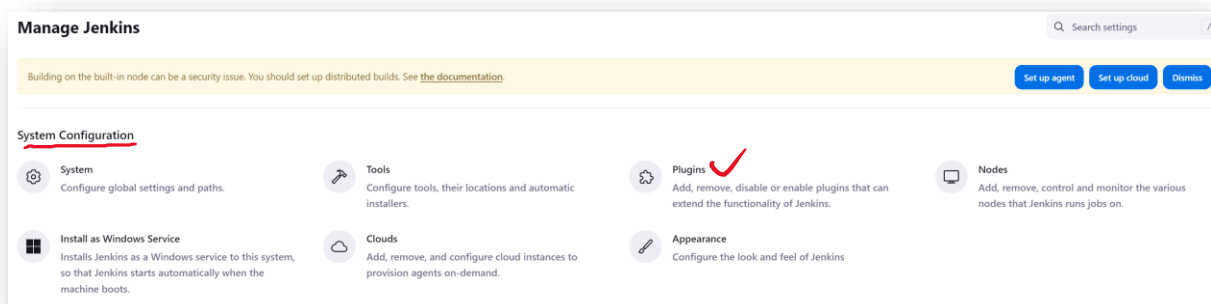 Manage Jenkins
Search settings
/
Building on the built-in node can be a security issue. You should set up distributed builds. See the documentation.
Set up agent
Set up cloud
Dismiss
System Configuration
System
Configure global settings and paths.
Tools
Configure tools, their locations and automatic
installers.
Plugins
Add, remove, disable or enable plugins that can
extend the functionality of Jenkins.
Nodes
Add, remove, control and monitor the various
nodes that Jenkins runs jobs on.
Install as Windows Service
Installs Jenkins as a Windows service to this system,
so that Jenkins starts automatically when the
machine boots.
Clouds
Add, remove, and configure cloud instances to
provision agents on-demand.
Appearance
Configure the look and feel of Jenkins